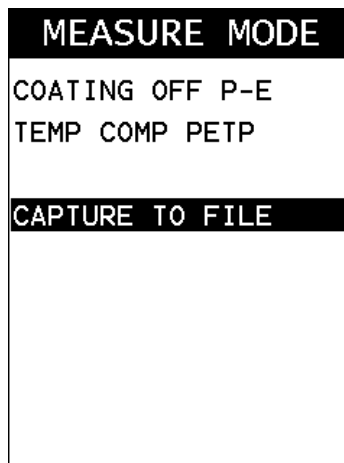 MEASURE MODE
COATING OFF P-E
TEMP COMP PETP
CAPTURE TO FILE